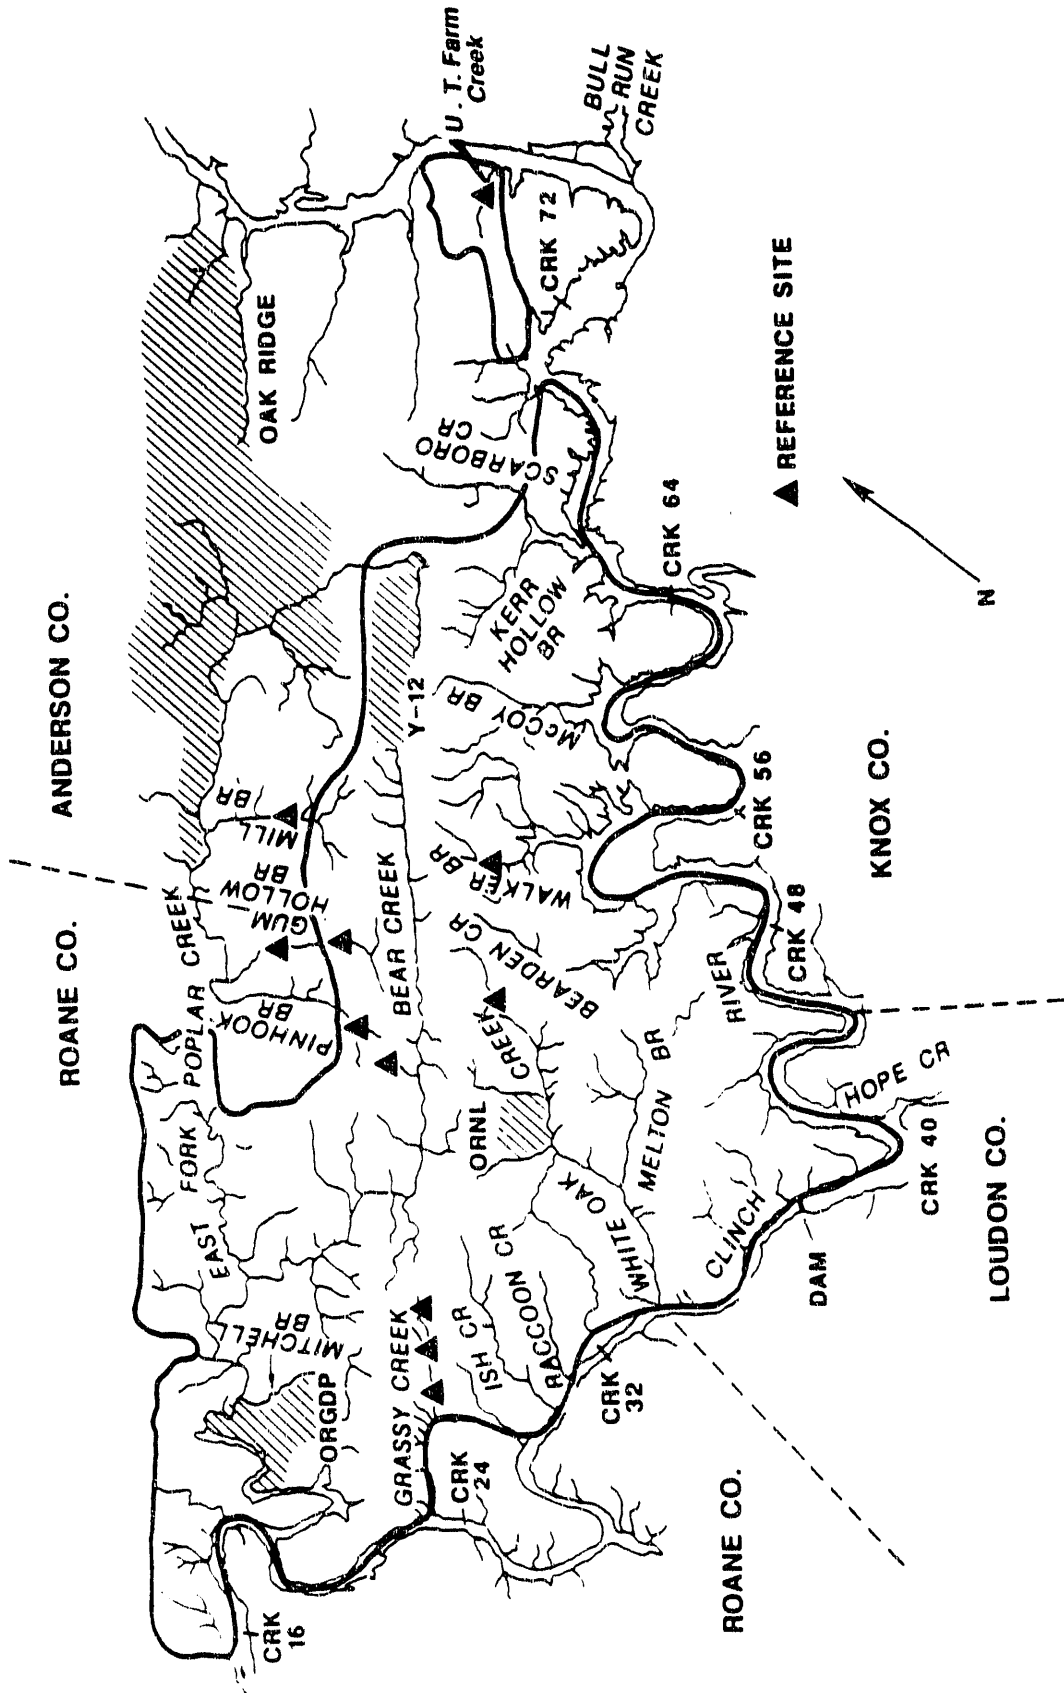 ROANE CO.
ANDERSON CO.
OAK RIDGE
U. T. Farm
Creek
BULL
RUN
CREEK
CRK 72
SCARBORO
CR
KERR
HOLLOW
BR
McCOY BR
Y-12
MILL
BR
GUM
HOLLOW
BR
PINHOOK
BR
EAST FORK POPLAR CREEK
BEAR CREEK
WALKER BR
BEARDEN CR
ORNL
WHITE OAK CREEK
MELTON BR
MITCHELL
BR
ORGDP
GRASSY CREEK
ISH CR
RACCOON CR
CLINCH RIVER
CRK
16
CRK
24
CRK
32
DAM
CRK 40
HOPE CR
CRK 48
CRK 56
CRK 64
REFERENCE SITE
N
ROANE CO.
LOUDON CO.
KNOX CO.